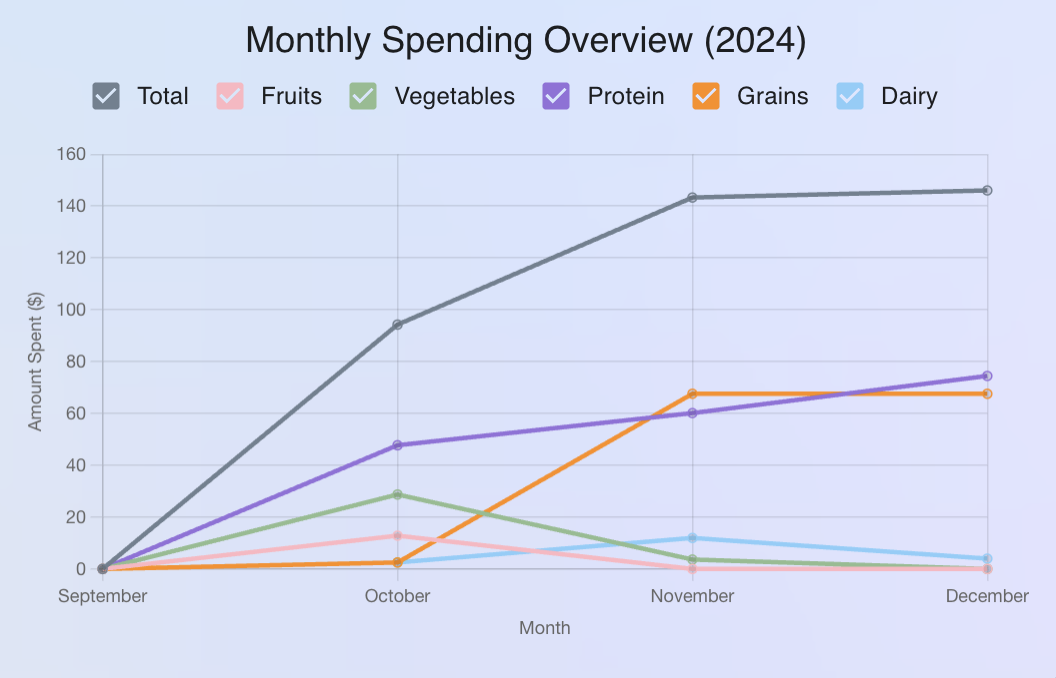 Monthly Spending Overview (2024)
Total Fruits Vegetables Protein Grains Dairy
160
140
120
100
80
60
40
20
0
Amount Spent ($)
September October November December
Month